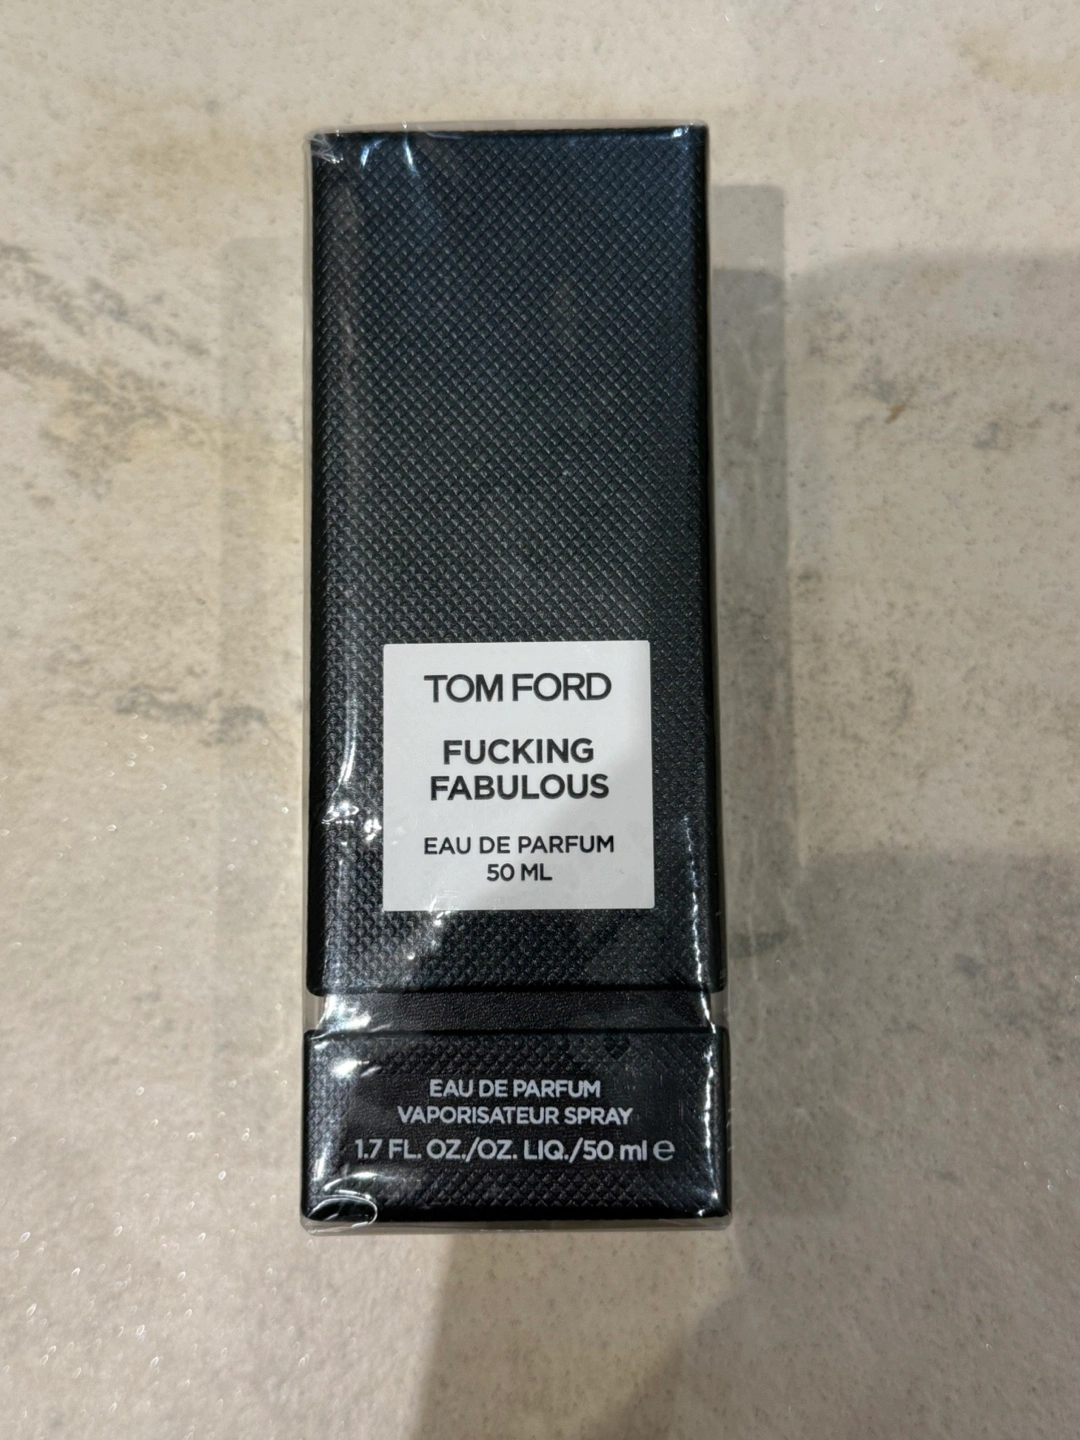 TOM FORD
FUCKING
FABULOUS
EAU DE PARFUM
50 ML
EAU DE PARFUM
VAPORISATEUR SPRAY
1.7 FL. OZ./OZ. LIQ./50 ml ℮